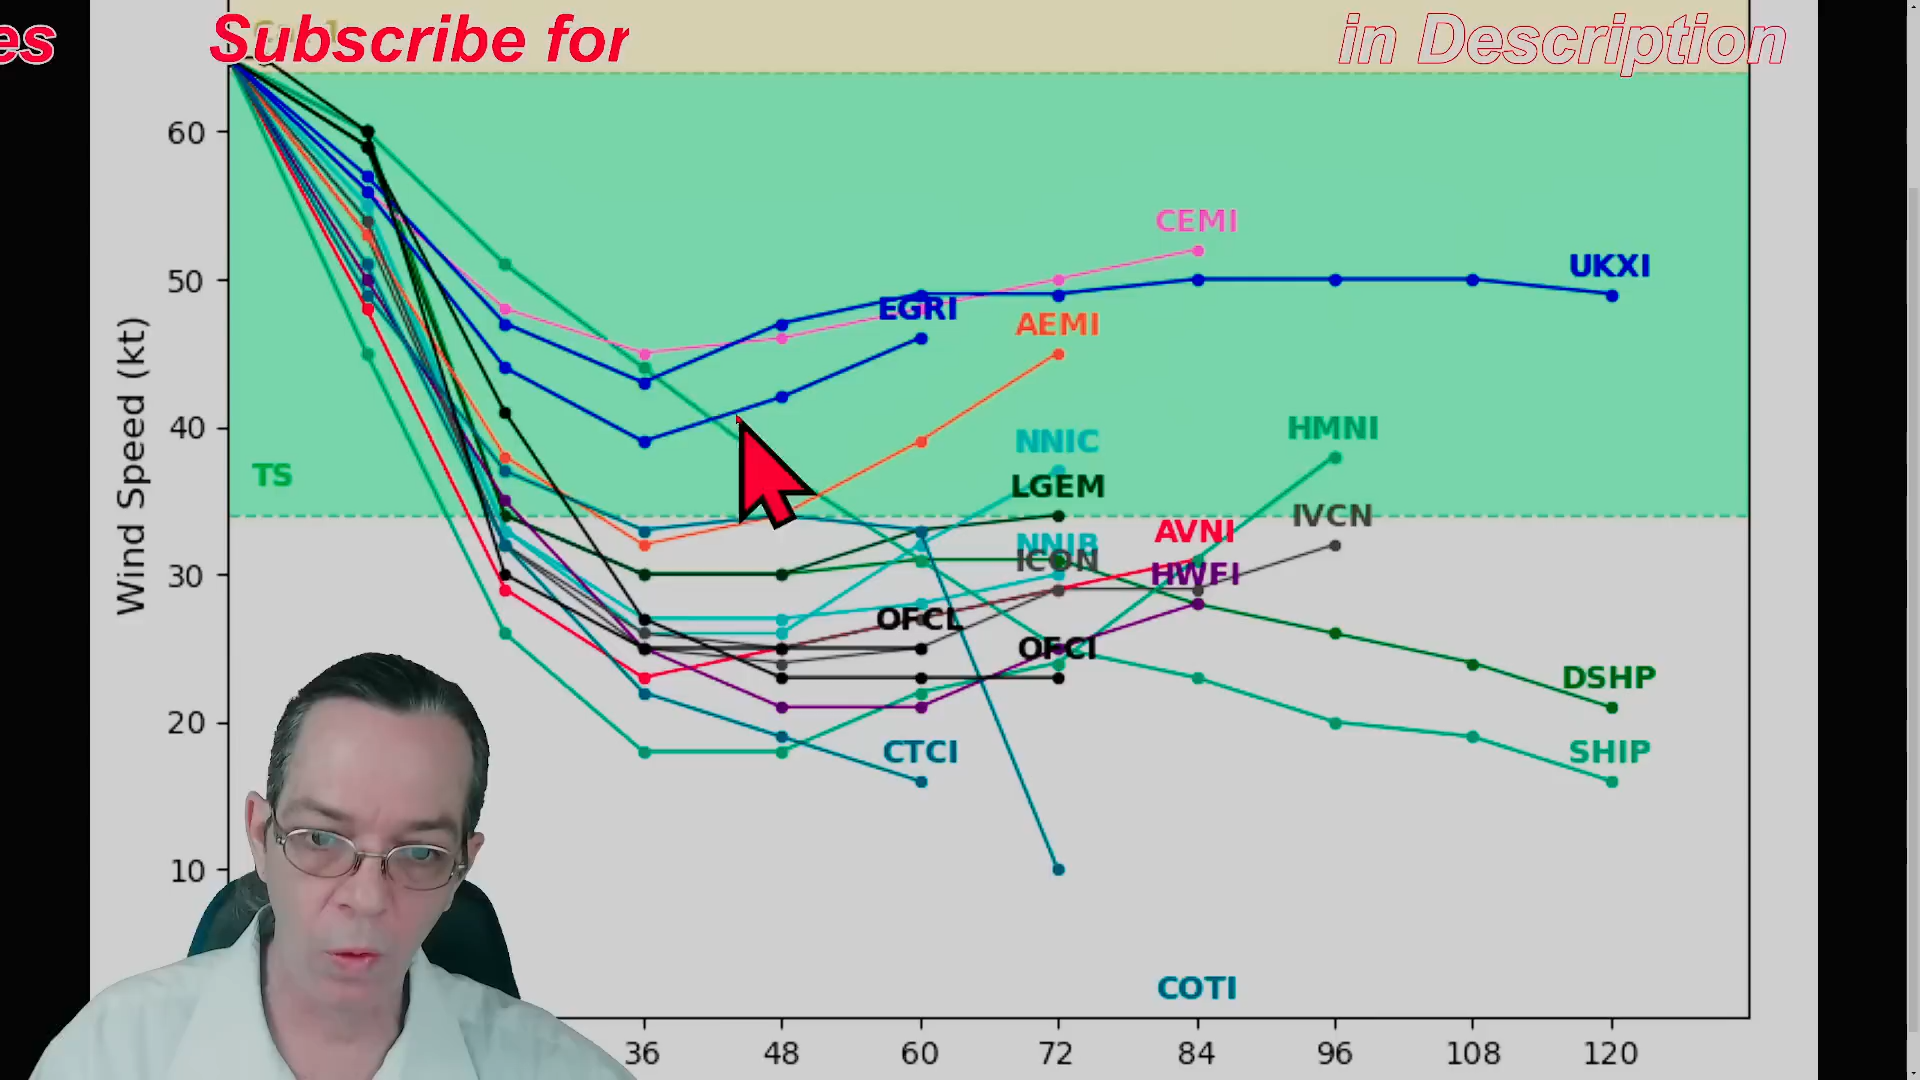 es Subscribe for in Description
60
50
40
30
20
10
Wind Speed (kt)
TS
CEMI
UKXI
EGRI
AEMI
NNIC
HMNI
LGEM
IVCN
AVNI
NNIB
ICON
HWFI
OFCL
OFCI
DSHP
CTCI
SHIP
COTI
36 48 60 72 84 96 108 120